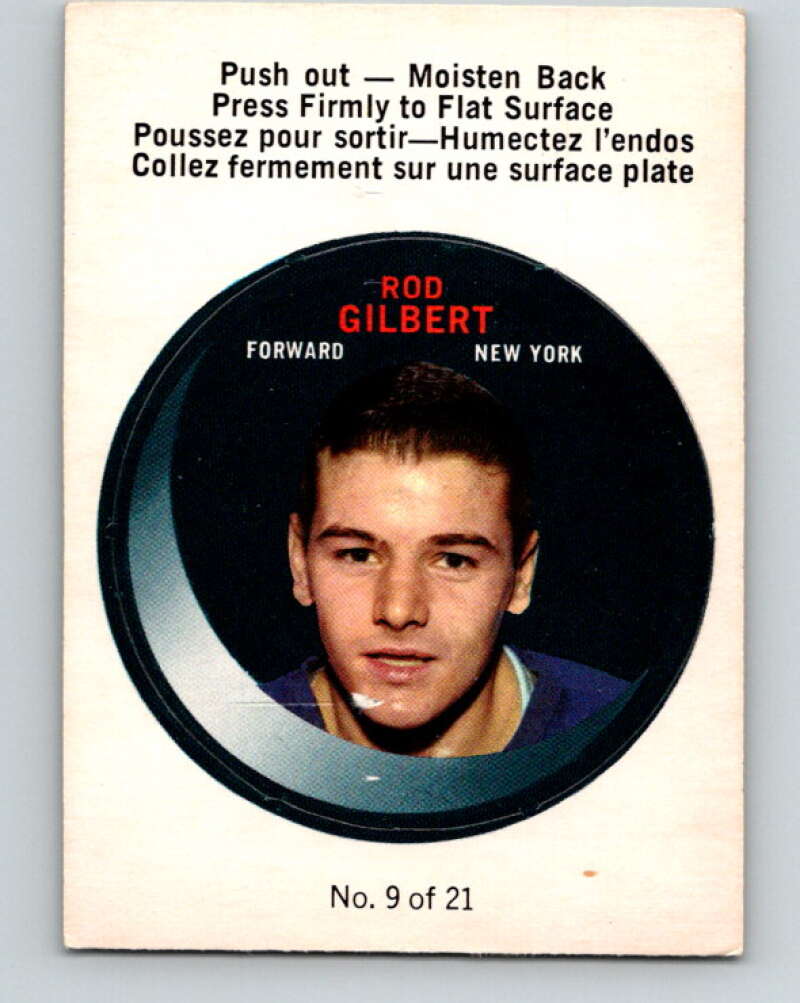 Push out — Moisten Back
Press Firmly to Flat Surface
Poussez pour sortir—Humectez l'endos
Collez fermement sur une surface plate
ROD
GILBERT
FORWARD NEW YORK
No. 9 of 21